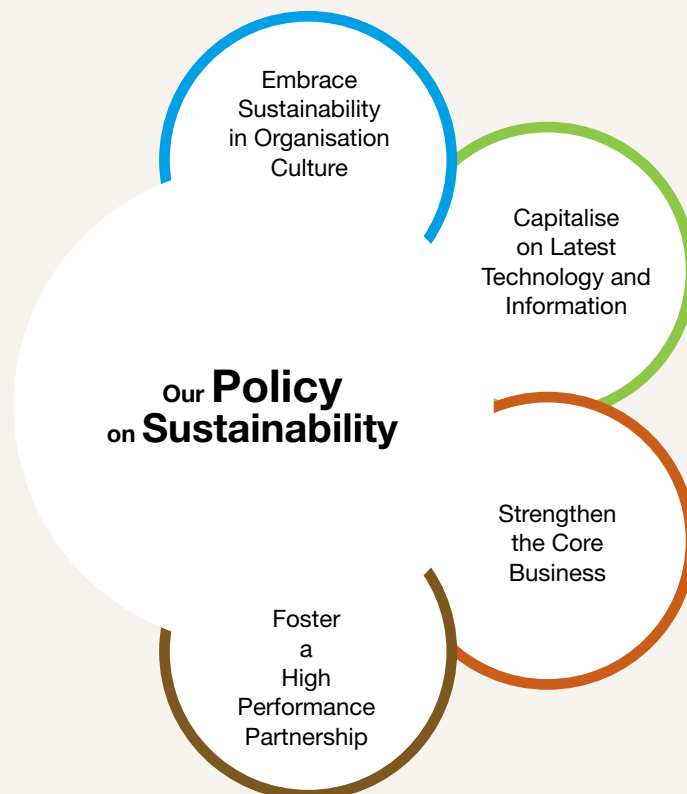 Embrace
Sustainability
in Organisation
Culture
Capitalise
on Latest
Technology and
Information
Our Policy
on Sustainability
Strengthen
the Core
Business
Foster
a
High
Performance
Partnership